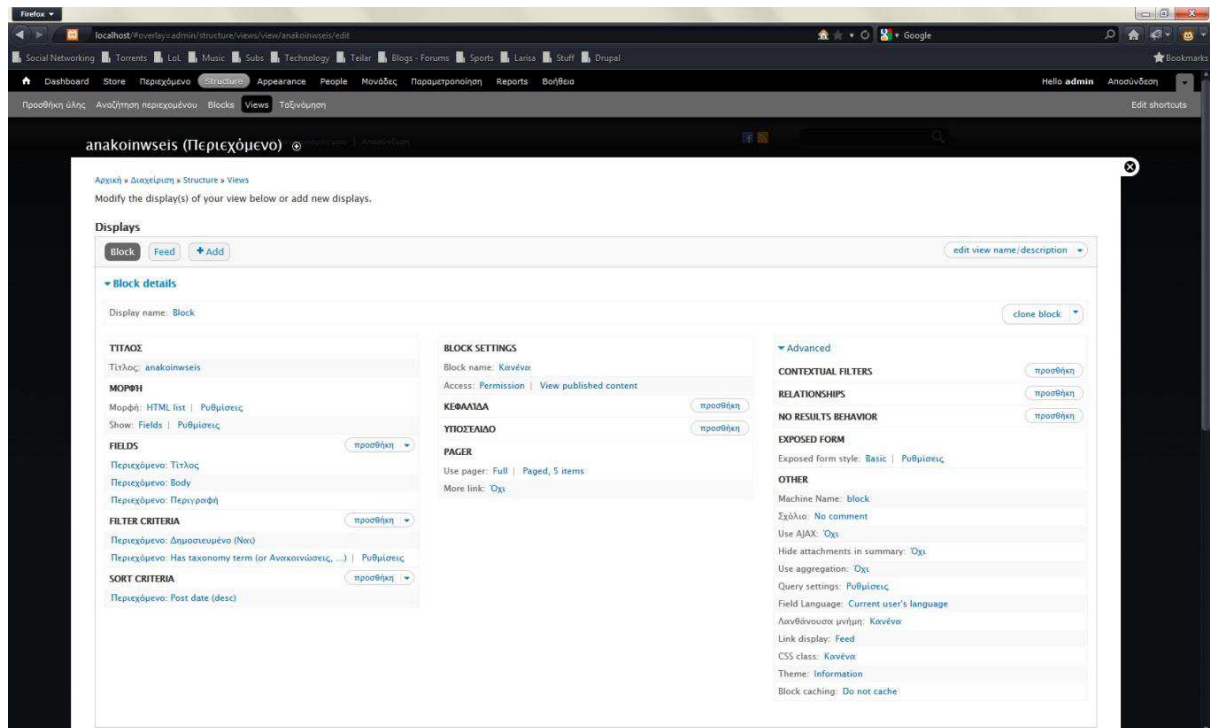 Firefox
localhost/#overlay=admin/structure/views/view/anakoinwseis/edit
Google
Social Networking Torrents LoL Music Subs Technology Teilar Blogs - Forums Sports Larisa Stuff Drupal Bookmarks
Dashboard Store Περιεχόμενο Structure Appearance People Μονάδες Παραμετροποίηση Reports Βοήθεια Hello admin Αποσύνδεση
Προσθήκη ύλης Αναζήτηση περιεχομένου Blocks Views Ταξινόμηση Edit shortcuts
anakoinwseis (Περιεχόμενο)
Αρχική » Διαχείριση » Structure » Views
Modify the display(s) of your view below or add new displays.
Displays
Block Feed Add edit view name/description
Block details
Display name: Block clone block
ΤΊΤΛΟΣ
Τίτλος: anakoinwseis
ΜΟΡΦΉ
Μορφή: HTML list | Ρυθμίσεις
Show: Fields | Ρυθμίσεις
FIELDS προσθήκη
Περιεχόμενο: Τίτλος
Περιεχόμενο: Body
Περιεχόμενο: Περιγραφή
FILTER CRITERIA προσθήκη
Περιεχόμενο: Δημοσιευμένο (Ναι)
Περιεχόμενο: Has taxonomy term (or Ανακοινώσεις, ...) | Ρυθμίσεις
SORT CRITERIA προσθήκη
Περιεχόμενο: Post date (desc)
BLOCK SETTINGS
Block name: Κανένα
Access: Permission | View published content
ΚΕΦΑΛΊΔΑ προσθήκη
ΥΠΟΣΈΛΙΔΟ προσθήκη
PAGER
Use pager: Full | Paged, 5 items
More link: Όχι
Advanced
CONTEXTUAL FILTERS προσθήκη
RELATIONSHIPS προσθήκη
NO RESULTS BEHAVIOR προσθήκη
EXPOSED FORM
Exposed form style: Basic | Ρυθμίσεις
OTHER
Machine Name: block
Σχόλιο: No comment
Use AJAX: Όχι
Hide attachments in summary: Όχι
Use aggregation: Όχι
Query settings: Ρυθμίσεις
Field Language: Current user's language
Λανθάνουσα μνήμη: Κανένα
Link display: Feed
CSS class: Κανένα
Theme: Information
Block caching: Do not cache